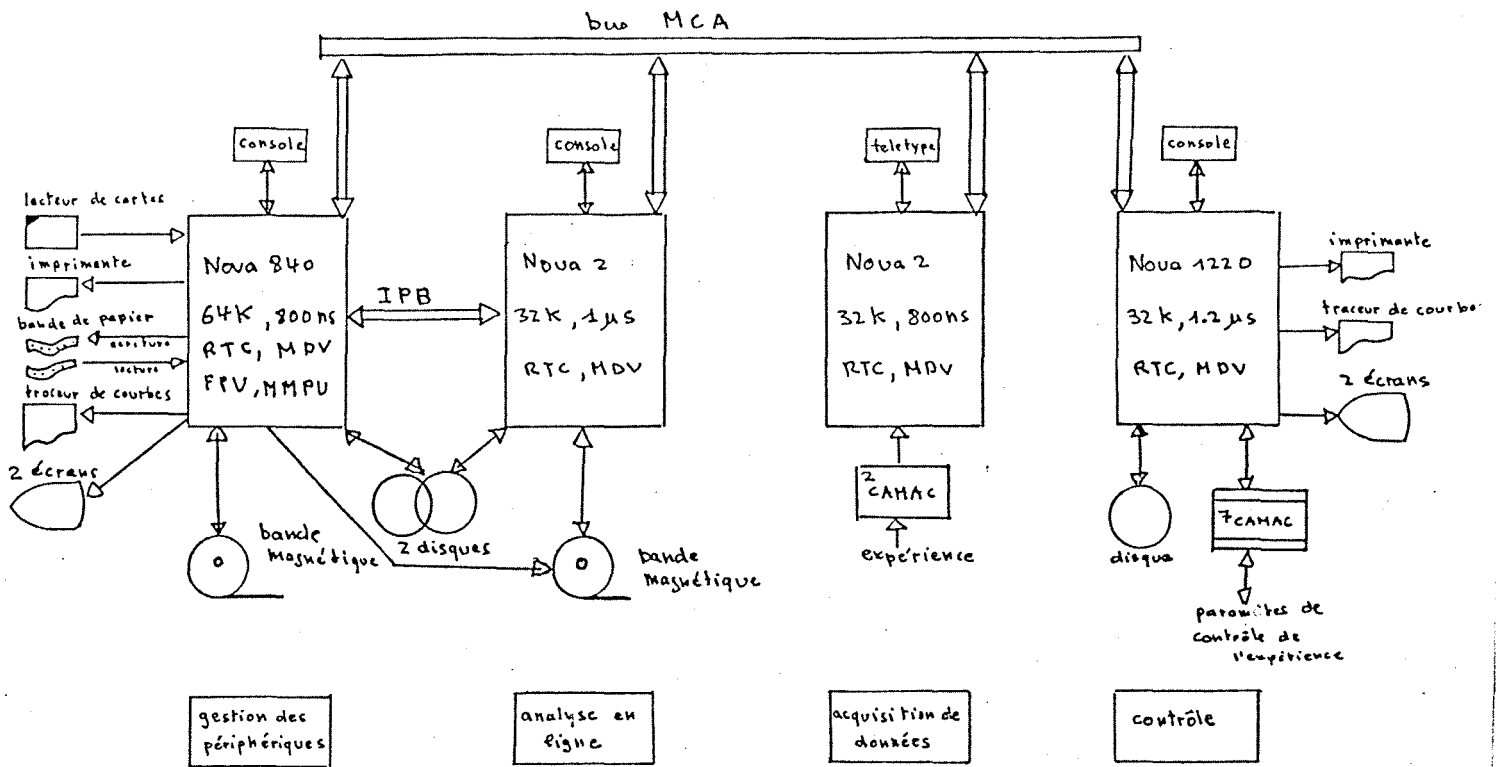 bus MCA
console
console
teletype
console
lecteur de cartes
imprimante
bande de papier
écriture
lecture
traceur de courbes
2 écrans
Nova 840
64K, 800ns
RTC, MDV
FPU, MMPU
IPB
Nova 2
32K, 1µs
RTC, MDV
Nova 2
32K, 800ns
RTC, MDV
Nova 1220
32K, 1.2µs
RTC, MDV
imprimante
traceur de courbe
2 écrans
bande
magnétique
2 disques
bande
magnétique
2 CAMAC
expérience
disque
7 CAMAC
paramètes de
contrôle de
l'expérience
gestion des
périphériques
analyse en
ligne
acquisition de
données
contrôle